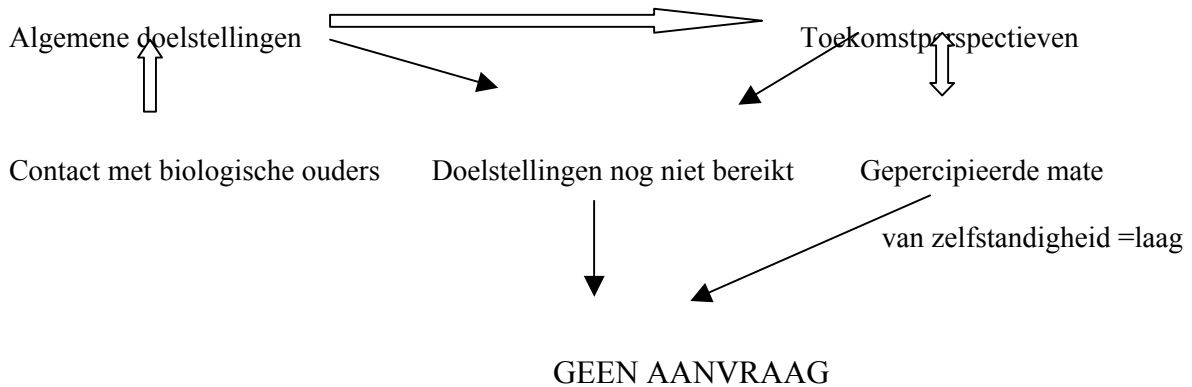 Algemene doelstellingen Toekomstperspectieven
Contact met biologische ouders Doelstellingen nog niet bereikt Gepercipieerde mate
van zelfstandigheid =laag
GEEN AANVRAAG